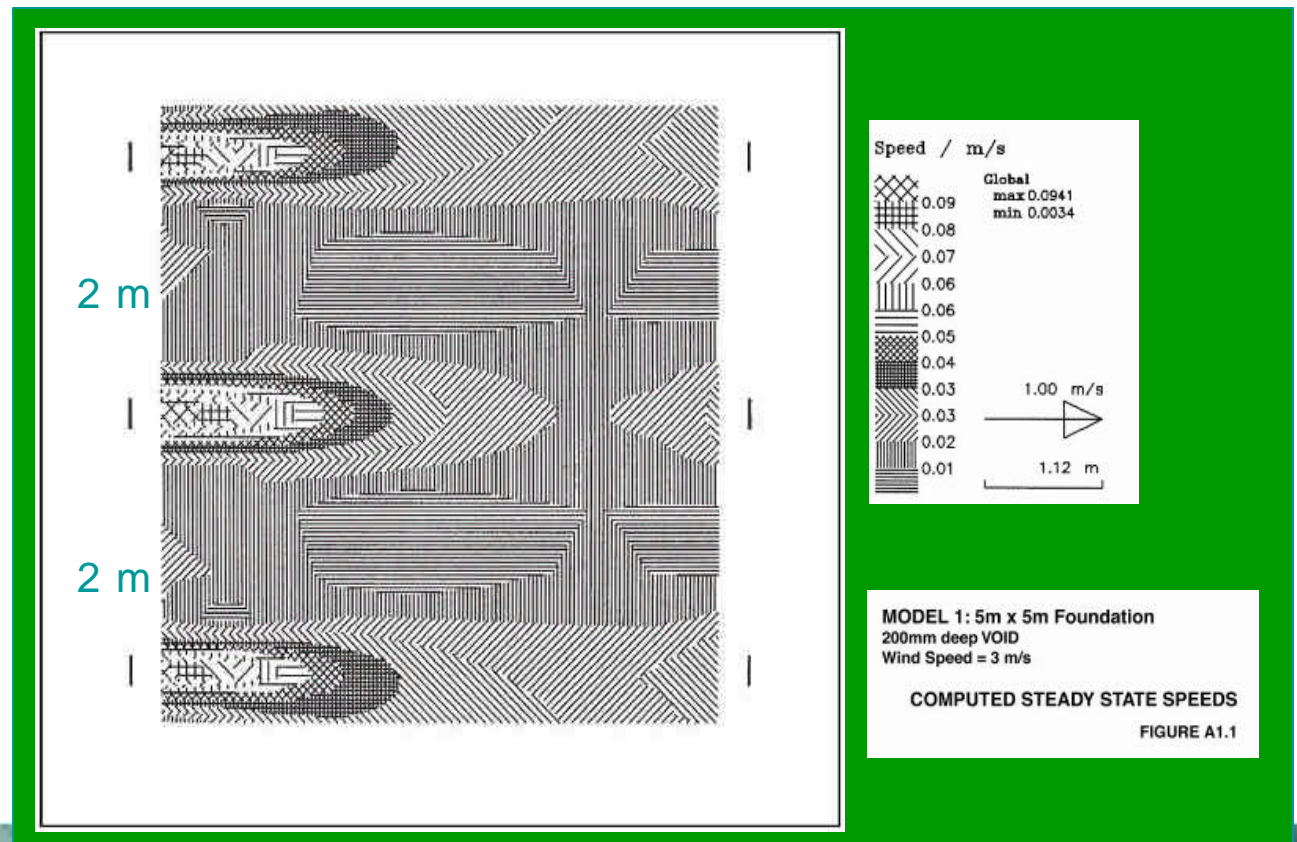 2 m
2 m
Speed / m/s
Global
max 0.0941
min 0.0034
0.09
0.08
0.07
0.06
0.06
0.05
0.04
0.03
0.03
0.02
0.01
1.00 m/s
1.12 m
MODEL 1: 5m x 5m Foundation
200mm deep VOID
Wind Speed = 3 m/s
COMPUTED STEADY STATE SPEEDS
FIGURE A1.1